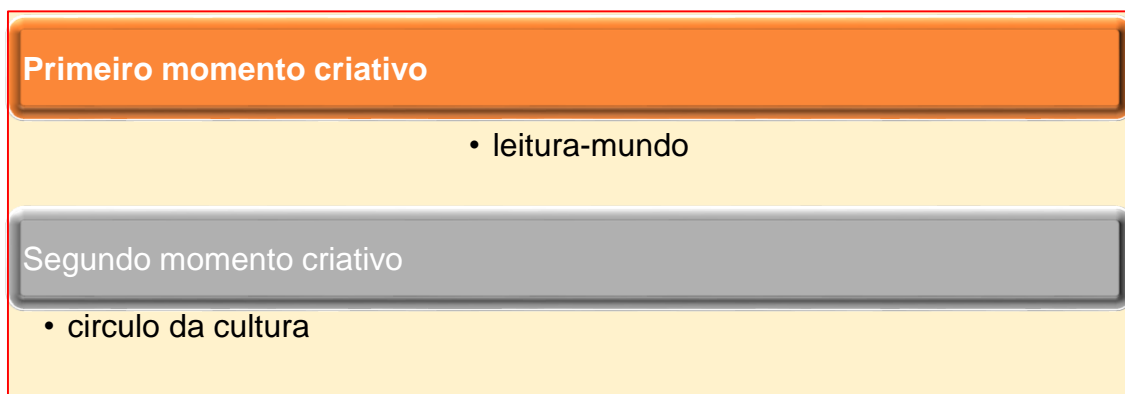 Primeiro momento criativo
• leitura-mundo
Segundo momento criativo
• circulo da cultura